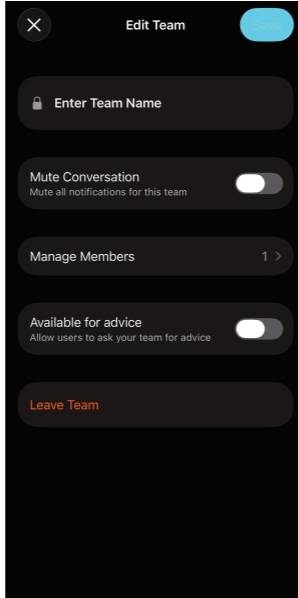 Edit Team
Save
Enter Team Name
Mute Conversation
Mute all notifications for this team
Manage Members
1
Available for advice
Allow users to ask your team for advice
Leave Team